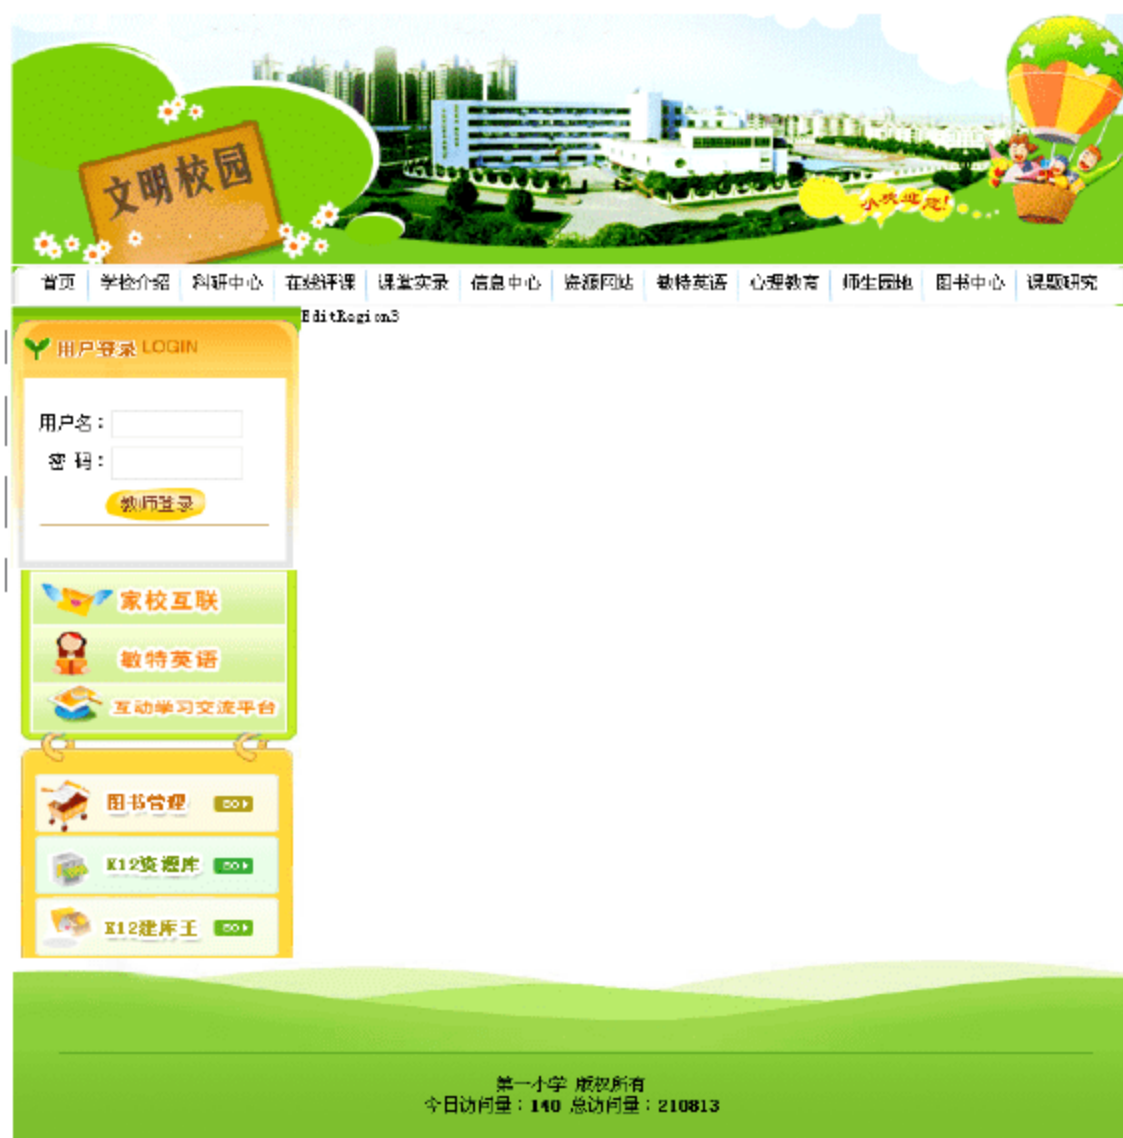 文明校园
小天欢迎您!
首页 学校介绍 科研中心 在线评课 课堂实录 信息中心 资源网站 敏特英语 心理教育 师生园地 图书中心 课题研究
EditRegion3
用户登录 LOGIN
用户名：
密 码：
教师登录
家校互联
敏特英语
互动学习交流平台
图书管理 GO
K12资源库 GO
K12建库王 GO
第一小学 版权所有
今日访问量：140 总访问量：210813